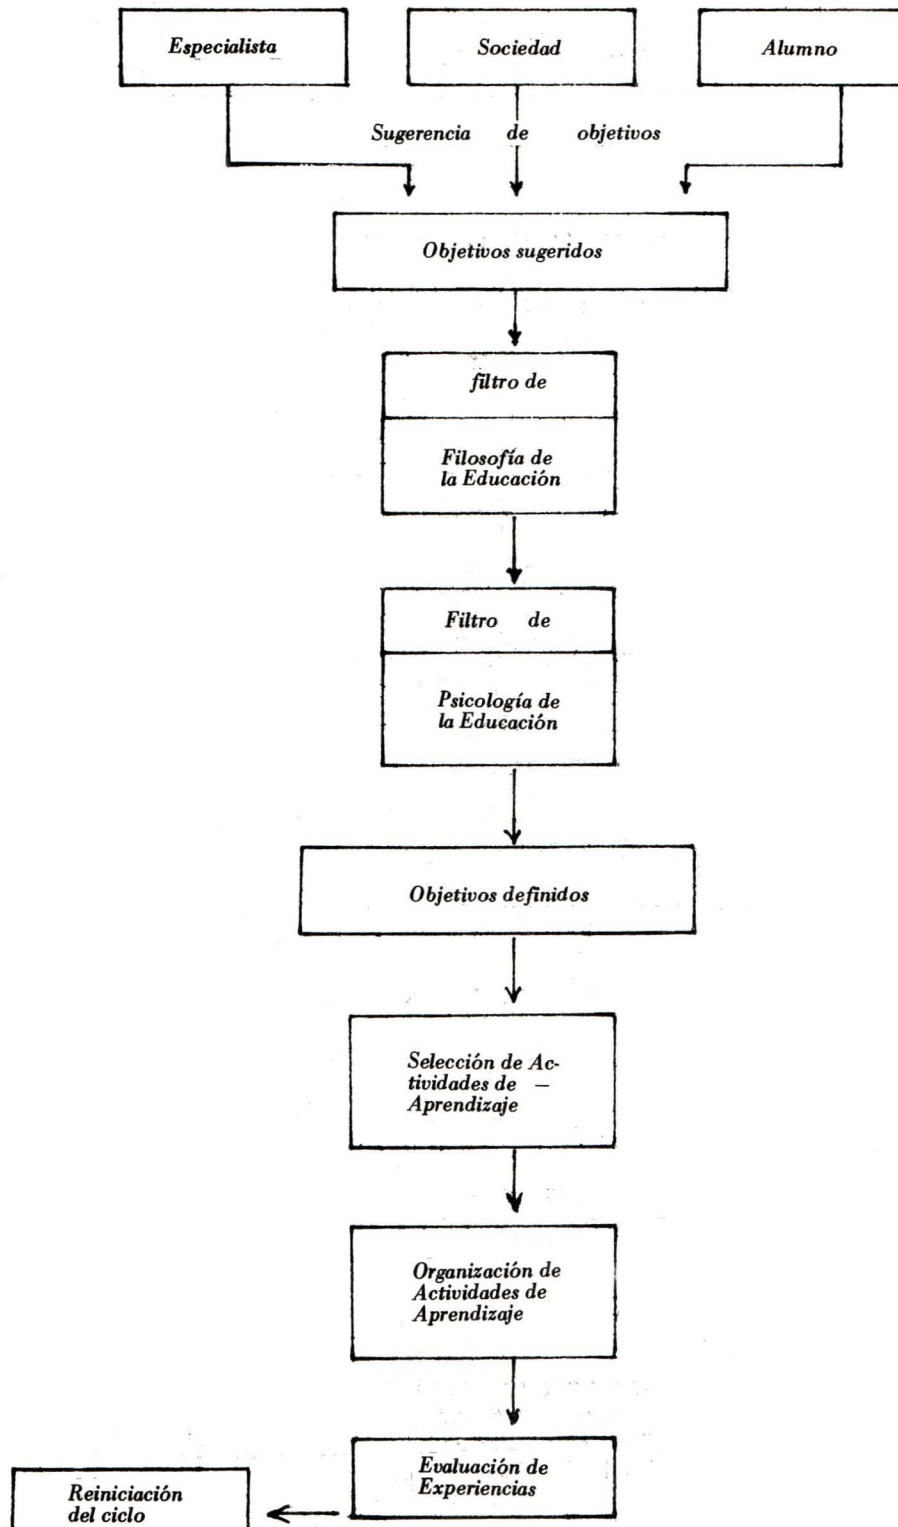 Especialista
Sociedad
Alumno
Sugerencia de objetivos
Objetivos sugeridos
filtro de
Filosofía de
la Educación
Filtro de
Psicología de
la Educación
Objetivos definidos
Selección de Ac-
tividades de —
Aprendizaje
Organización de
Actividades de
Aprendizaje
Evaluación de
Experiencias
Reiniciación
del ciclo